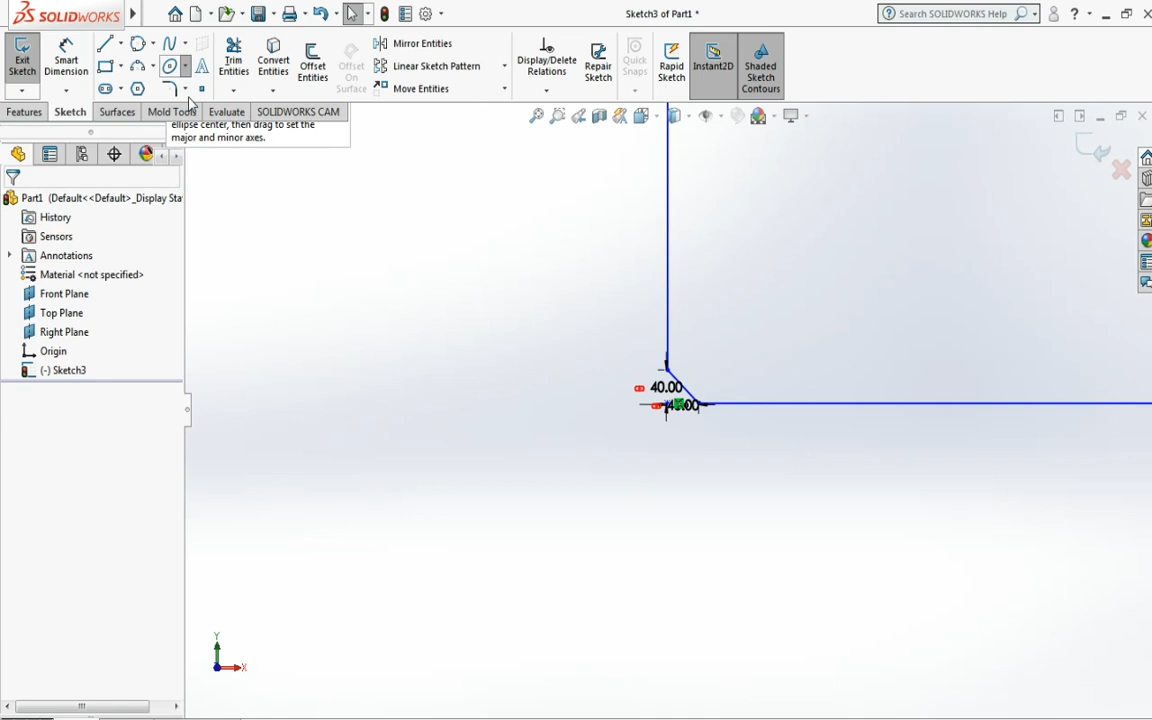 SOLIDWORKS
Sketch3 of Part1 *
Search SOLIDWORKS Help
?
Exit Sketch
Smart Dimension
Trim Entities
Convert Entities
Offset Entities
Offset On Surface
Mirror Entities
Linear Sketch Pattern
Move Entities
Display/Delete Relations
Repair Sketch
Quick Snaps
Rapid Sketch
Instant2D
Shaded Sketch Contours
Features
Sketch
Surfaces
Mold Tools
Evaluate
SOLIDWORKS CAM
ellipse center, then drag to set the
major and minor axes.
Part1 (Default<<Default>_Display Sta
History
Sensors
Annotations
Material <not specified>
Front Plane
Top Plane
Right Plane
Origin
(-) Sketch3
40.00
Y
X